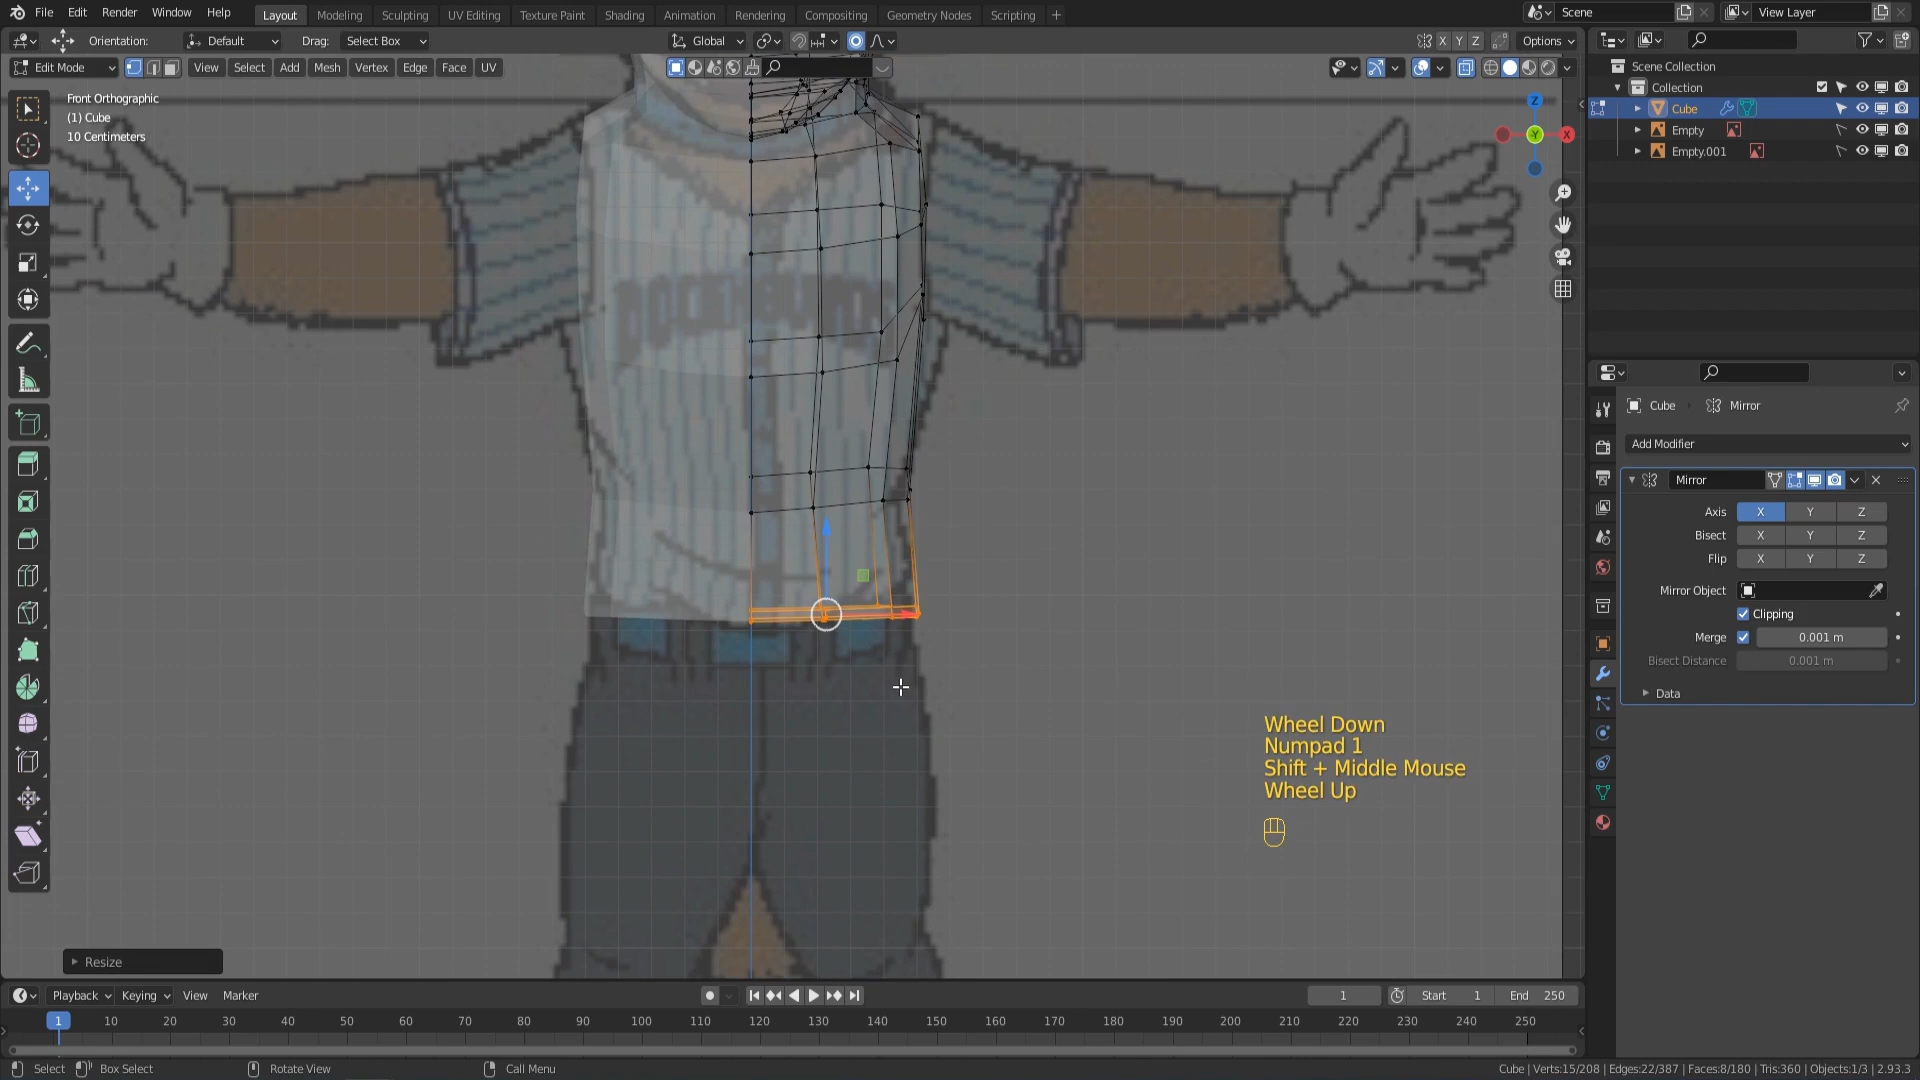 File Edit Render Window Help Layout Modeling Sculpting UV Editing Texture Paint Shading Animation Rendering Compositing Geometry Nodes Scripting + Scene View Layer
Orientation: Default Drag: Select Box Global X Y Z Options
Edit Mode View Select Add Mesh Vertex Edge Face UV
Front Orthographic
(1) Cube
10 Centimeters
Z
Y
X
Scene Collection
Collection
Cube
Empty
Empty.001
Cube Mirror
Add Modifier
Mirror
Axis X Y Z
Bisect X Y Z
Flip X Y Z
Mirror Object
Clipping
Merge 0.001 m
Bisect Distance 0.001 m
Data
Wheel Down
Numpad 1
Shift + Middle Mouse
Wheel Up
Resize
Playback Keying View Marker 1 Start 1 End 250
1 10 20 30 40 50 60 70 80 90 100 110 120 130 140 150 160 170 180 190 200 210 220 230 240 250
Select Box Select Rotate View Call Menu Cube | Verts:15/208 | Edges:22/387 | Faces:8/180 | Tris:360 | Objects:1/3 | 2.93.3